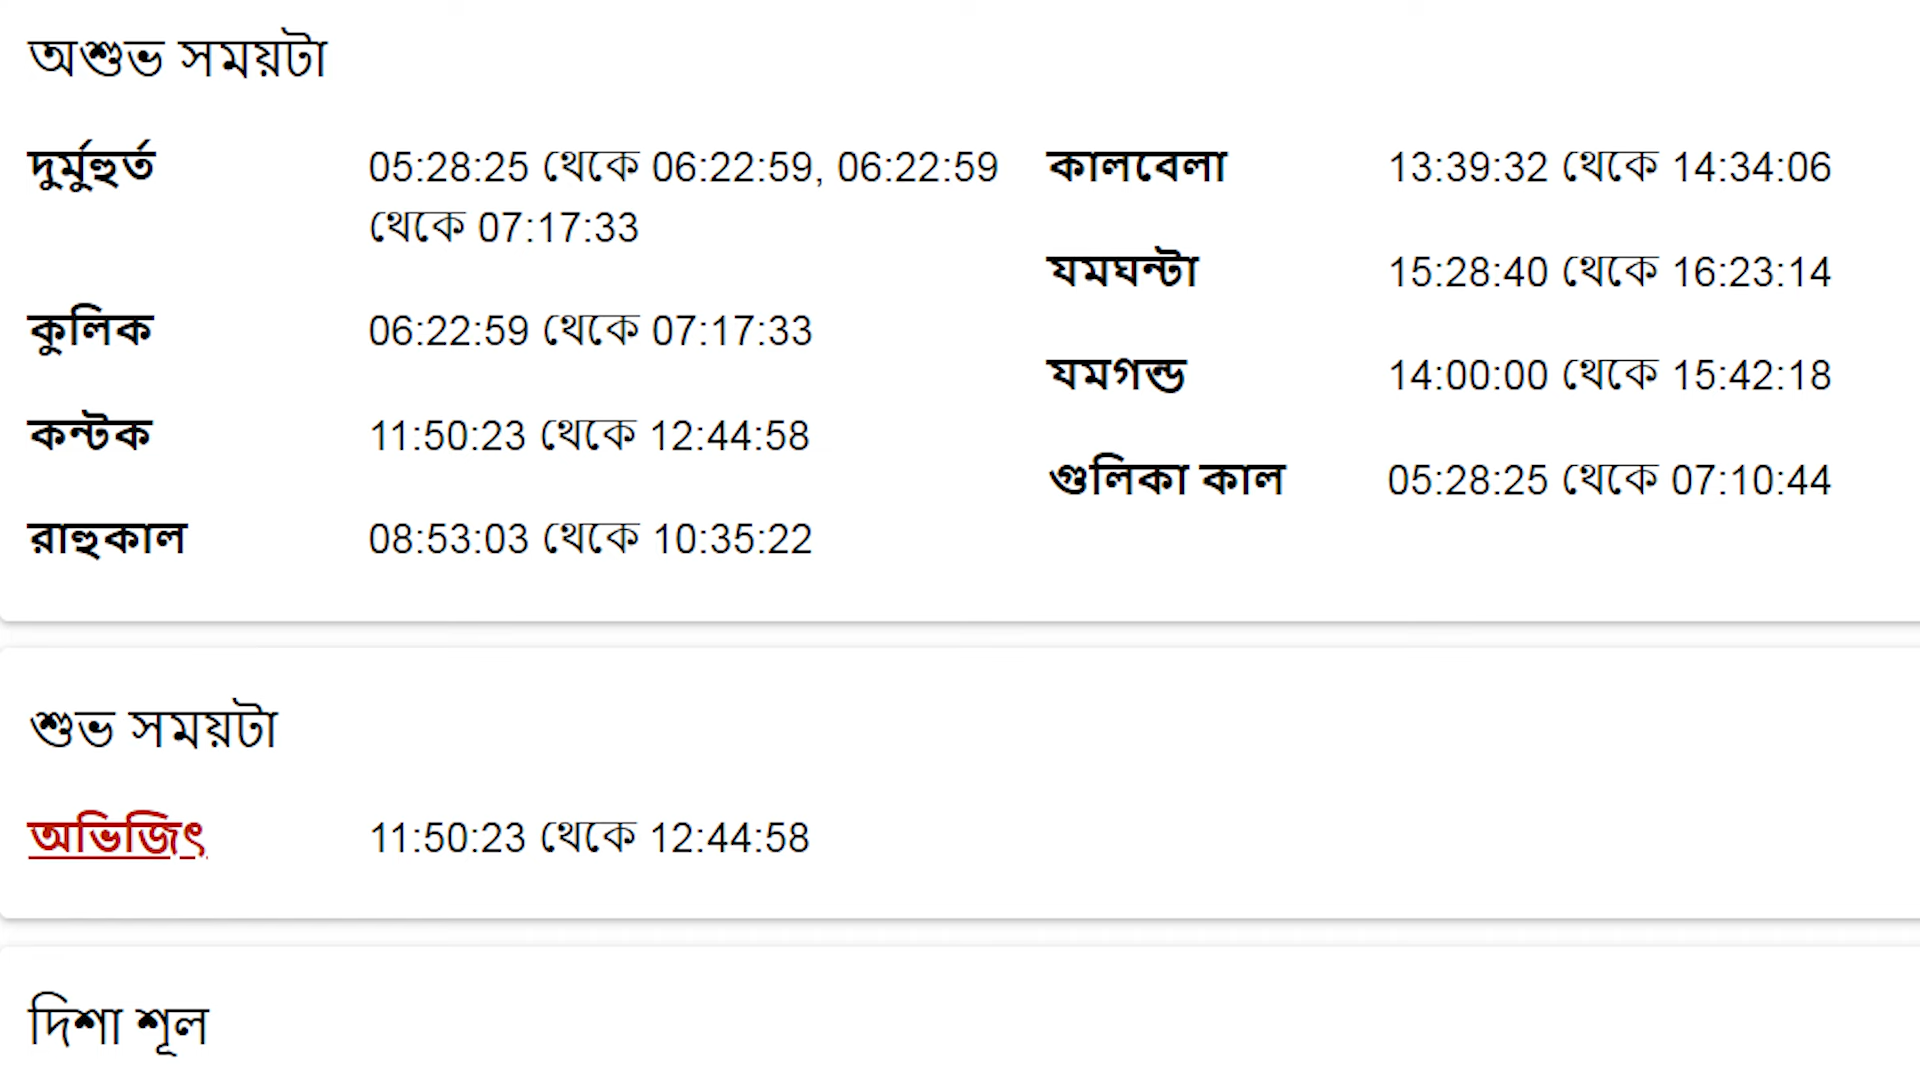 অশুভ সময়টা
দুর্মুহুর্ত 05:28:25 থেকে 06:22:59, 06:22:59
থেকে 07:17:33
কুলিক 06:22:59 থেকে 07:17:33
কন্টক 11:50:23 থেকে 12:44:58
রাহুকাল 08:53:03 থেকে 10:35:22
কালবেলা 13:39:32 থেকে 14:34:06
যমঘন্টা 15:28:40 থেকে 16:23:14
যমগন্ড 14:00:00 থেকে 15:42:18
গুলিকা কাল 05:28:25 থেকে 07:10:44
শুভ সময়টা
অভিজিৎ 11:50:23 থেকে 12:44:58
দিশা শূল